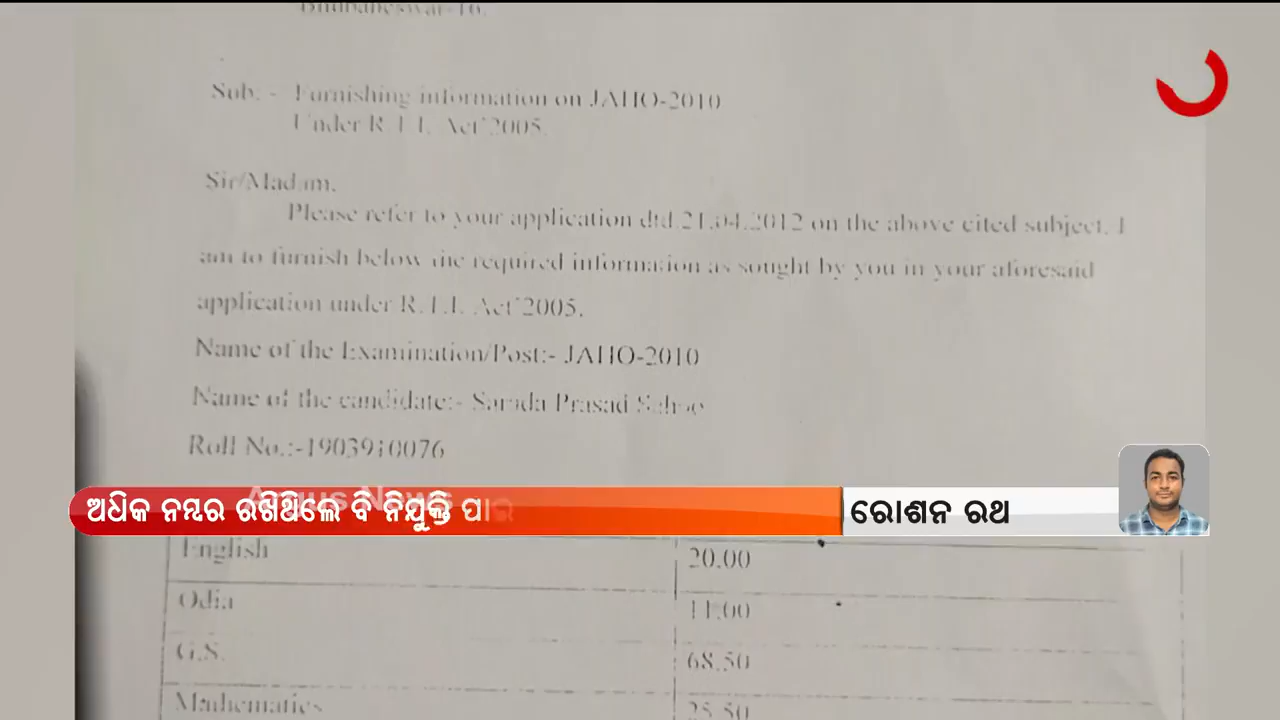 Bhubaneswar-16.
Sub: - Furnishing information on JAHO-2010
Under R.T.I. Act'2005.
Sir/Madam,
Please refer to your application dtd.21.04.2012 on the above cited subject. I
am to furnish below the required information as sought by you in your aforesaid
application under R.T.I. Act'2005.
Name of the Examination/Post:- JAHO-2010
Name of the candidate:- Sarada Prasad Sahoo
Roll No.:-1903910076
Argus News
ଅଧିକ ନମ୍ବର ରଖିଥିଲେ ବି ନିଯୁକ୍ତି ପାଇ
ରୋଶନ ରଥ
English 20.00
Odia 11.00
G.S. 68.50
Mathematics 25.50